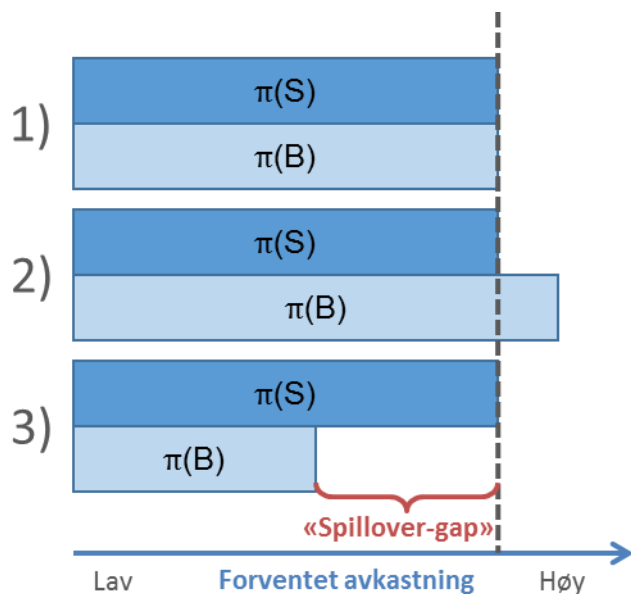 1)
π(S)
π(B)
2)
π(S)
π(B)
3)
π(S)
π(B)
«Spillover-gap»
Lav Forventet avkastning Høy